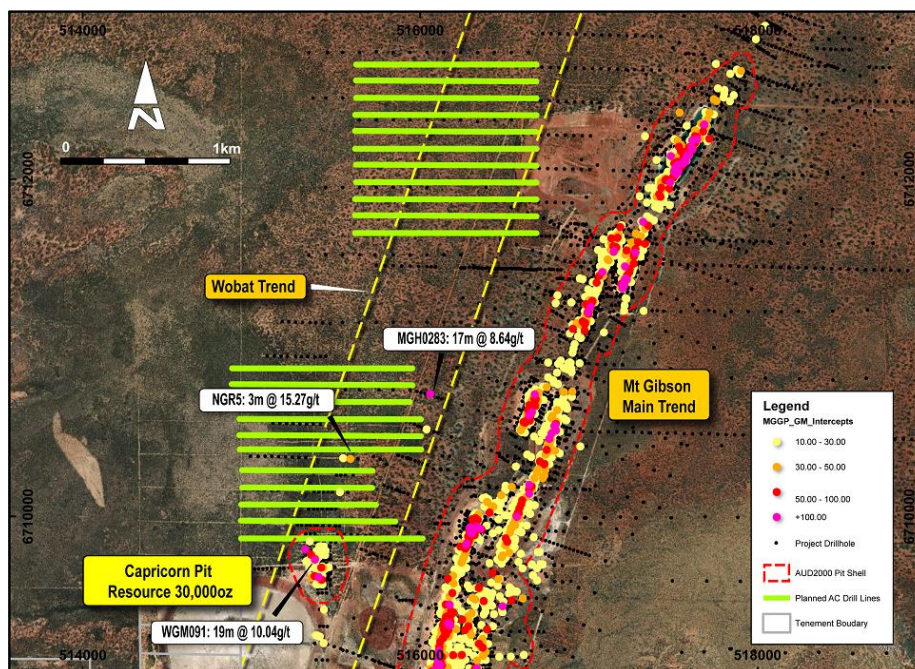 514000
516000
518000
1km
0
6712000
6712000
Wobat Trend
MGH0283: 17m @ 8.64g/t
NGR5: 3m @ 15.27g/t
Mt Gibson
Main Trend
Legend
MGGP_GM_Intercepts
10.00 - 30.00
30.00 - 50.00
50.00 - 100.00
+100.00
Project Drillhole
AUD2000 Pit Shell
Planned AC Drill Lines
Tenement Boudary
6710000
6710000
Capricorn Pit
Resource 30,000oz
WGM091: 19m @ 10.04g/t
514000
516000
518000